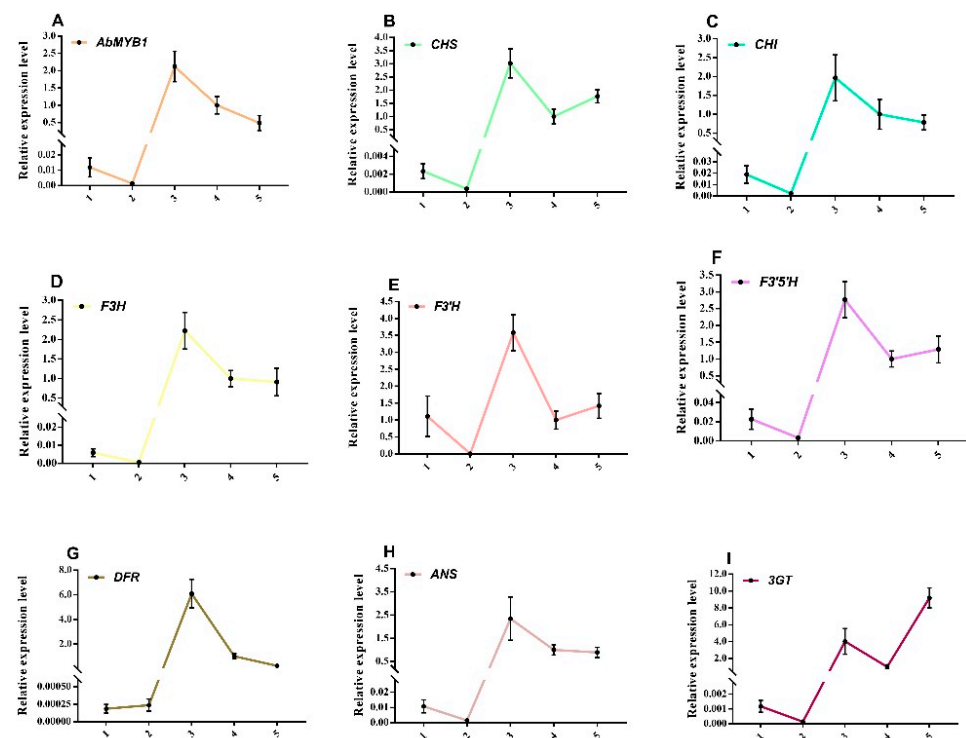 A
AbMYB1
Relative expression level
3.0
2.5
2.0
1.5
1.0
0.5
0.02
0.01
0.00
1 2 3 4 5
B
CHS
Relative expression level
4.0
3.5
3.0
2.5
2.0
1.5
1.0
0.5
0.004
0.002
0.000
1 2 3 4 5
C
CHI
Relative expression level
3.0
2.5
2.0
1.5
1.0
0.5
0.03
0.02
0.01
0.00
1 2 3 4 5
D
F3H
Relative expression level
3.0
2.5
2.0
1.5
1.0
0.5
0.02
0.01
0.00
1 2 3 4 5
E
F3'H
Relative expression level
4.5
4.0
3.5
3.0
2.5
2.0
1.5
1.0
0.5
0.0
1 2 3 4 5
F
F3'5'H
Relative expression level
3.5
3.0
2.5
2.0
1.5
1.0
0.5
0.04
0.02
0.00
1 2 3 4 5
G
DFR
Relative expression level
8.0
6.0
4.0
2.0
0.00050
0.00025
0.00000
1 2 3 4 5
H
ANS
Relative expression level
4.5
3.5
2.5
1.5
0.5
0.02
0.01
0.00
1 2 3 4 5
I
3GT
Relative expression level
12.0
10.0
8.0
6.0
4.0
2.0
0.002
0.001
0.000
1 2 3 4 5